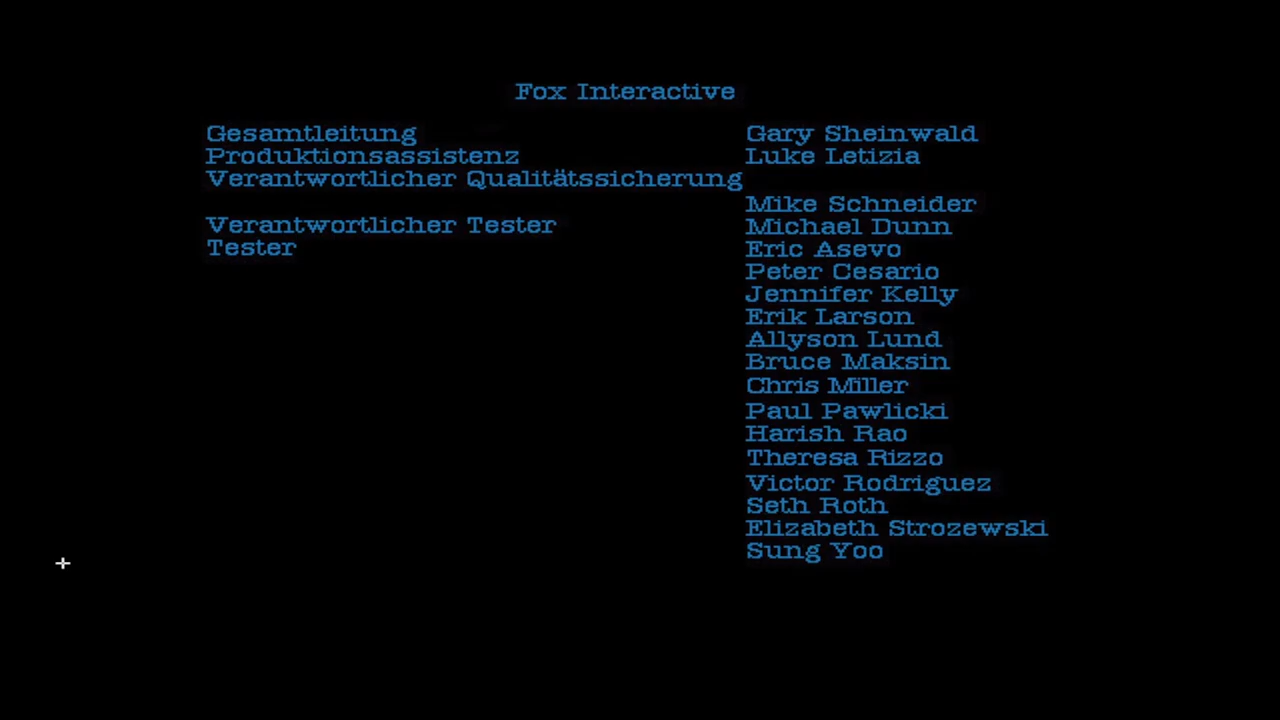 Fox Interactive
Gesamtleitung Gary Sheinwald
Produktionsassistenz Luke Letizia
Verantwortlicher Qualitätssicherung
Mike Schneider
Verantwortlicher Tester Michael Dunn
Tester Eric Asevo
Peter Cesario
Jennifer Kelly
Erik Larson
Allyson Lund
Bruce Maksin
Chris Miller
Paul Pawlicki
Harish Rao
Theresa Rizzo
Victor Rodriguez
Seth Roth
Elizabeth Strozewski
Sung Yoo